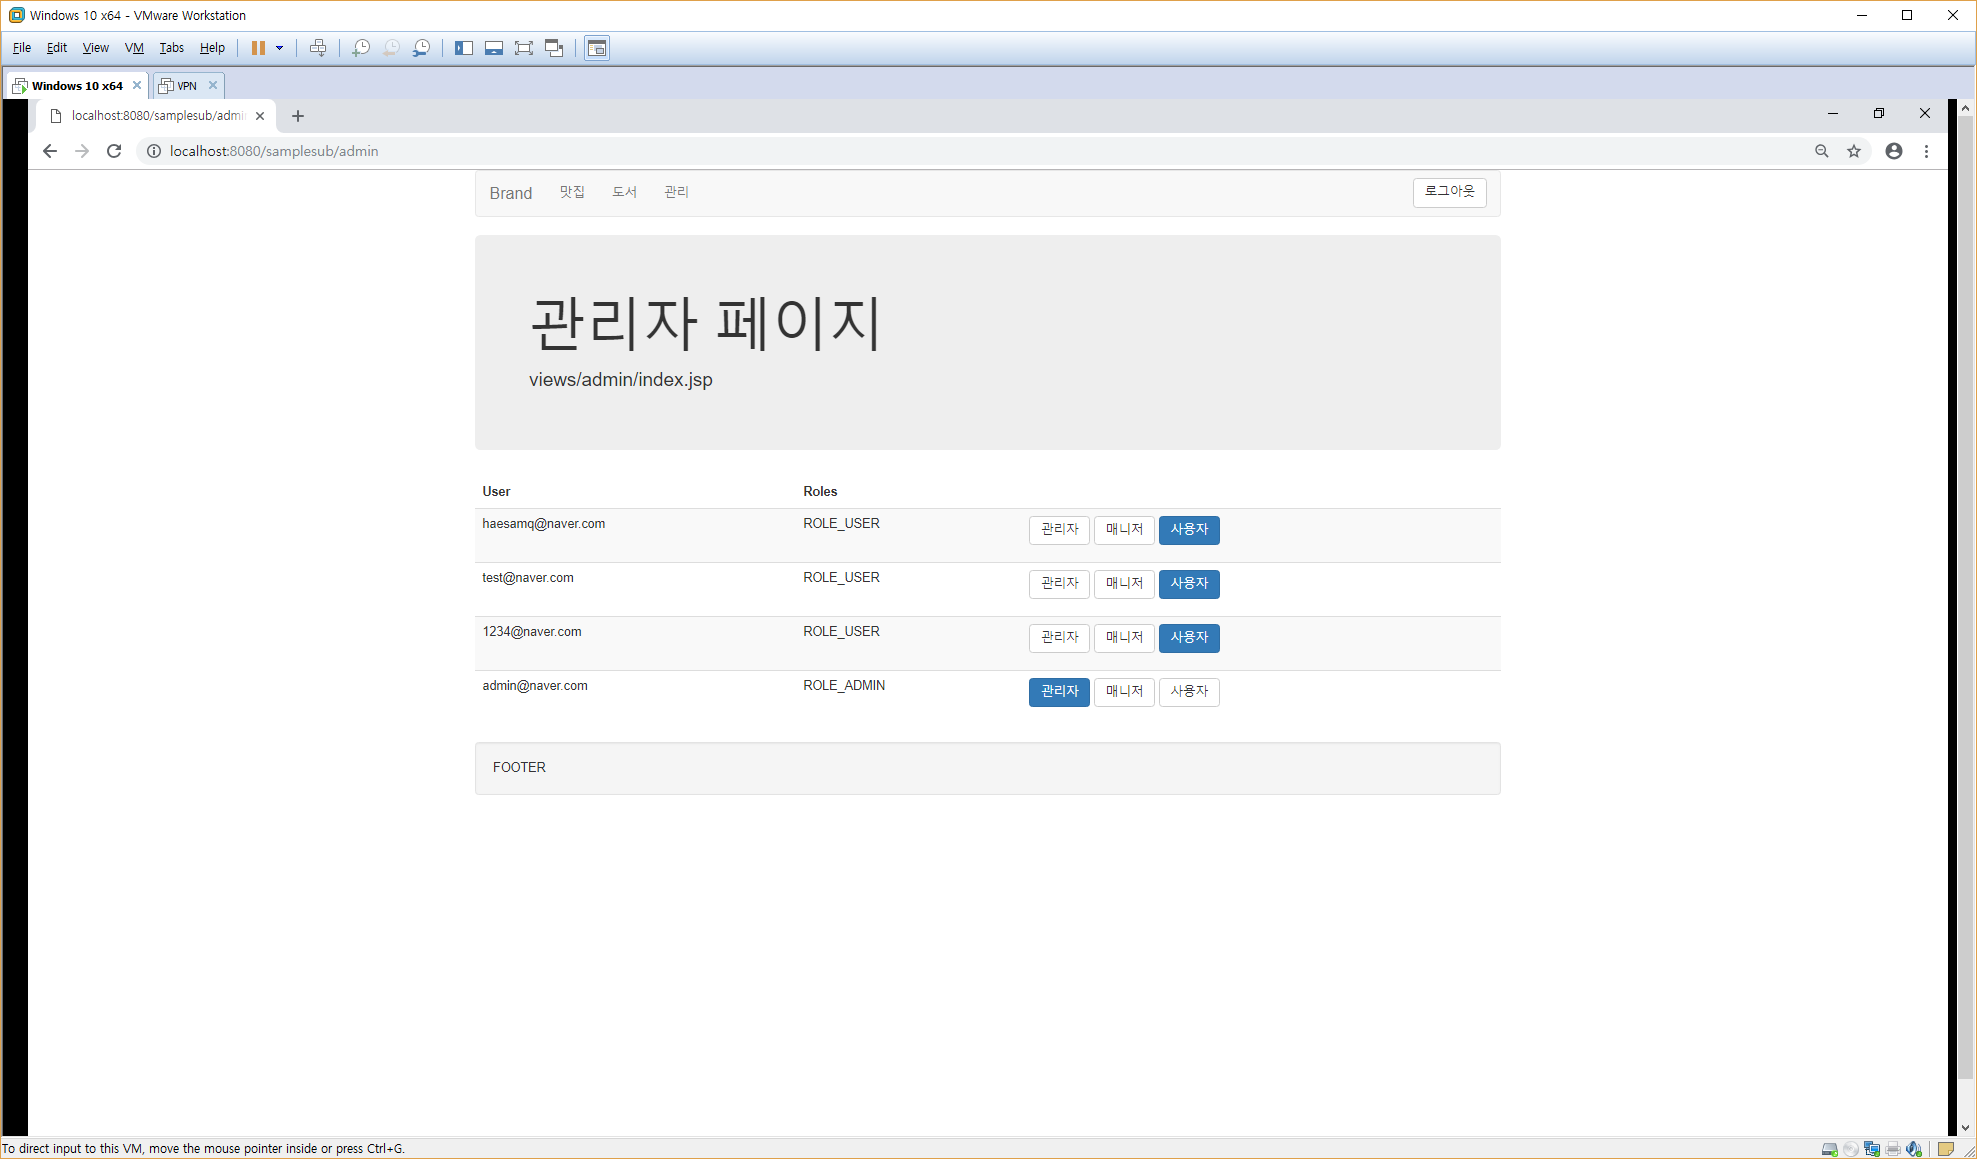 Windows 10 x64 - VMware Workstation
File Edit View VM Tabs Help
Windows 10 x64 VPN
localhost:8080/samplesub/admi
localhost:8080/samplesub/admin
Brand 맛집 도서 관리 로그아웃
관리자 페이지
views/admin/index.jsp
User Roles
haesamq@naver.com ROLE_USER 관리자 매니저 사용자
test@naver.com ROLE_USER 관리자 매니저 사용자
1234@naver.com ROLE_USER 관리자 매니저 사용자
admin@naver.com ROLE_ADMIN 관리자 매니저 사용자
FOOTER
To direct input to this VM, move the mouse pointer inside or press Ctrl+G.